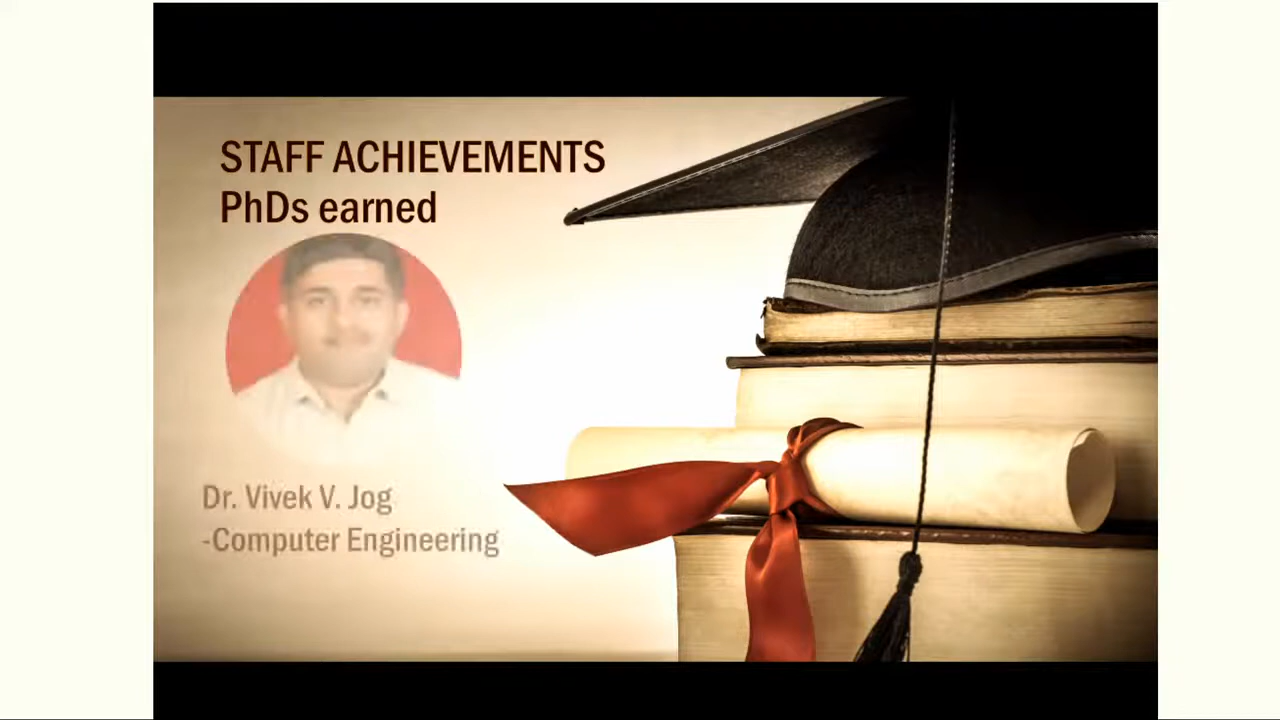 STAFF ACHIEVEMENTS
PhDs earned
Dr. Vivek V. Jog
-Computer Engineering